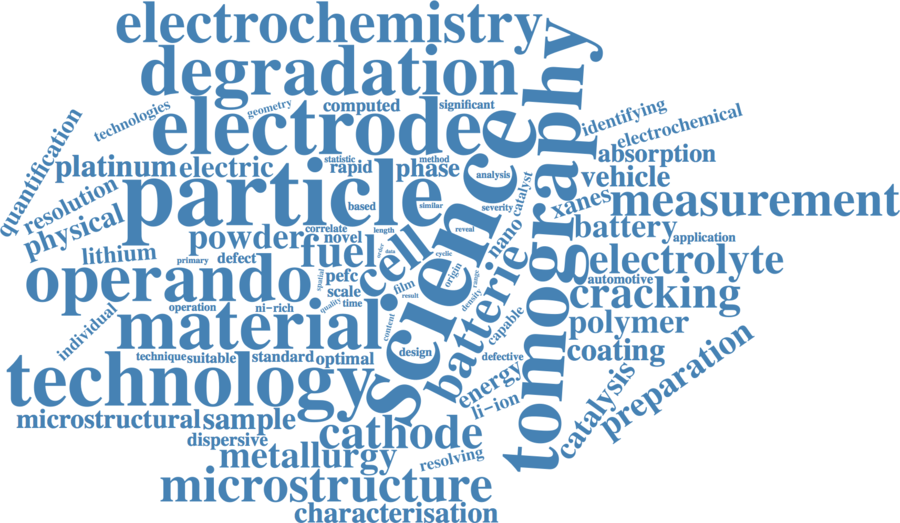 electrochemistry
degradation
technologies
geometry
computed
significant
electrode
science
tomography
identifying
electrochemical
quantification
platinum
electric
statistic
rapid
method
phase
analysis
absorption
vehicle
resolution
particle
based
similar
severity
catalyst
xanes
measurement
physical
powder
correlate
novel
length
reveal
nano
battery
application
lithium
primary
defect
fuel
order
data
cell
cyclic
origin
range
electrolyte
operando
spatial
pefc
scale
film
result
density
batterie
automotive
cracking
operation
ni-rich
quality
time
content
capable
individual
material
polymer
technique
suitable
standard
optimal
design
defective
coating
technology
energy
li-ion
catalysis
preparation
microstructural
sample
dispersive
cathode
metallurgy
resolving
microstructure
characterisation